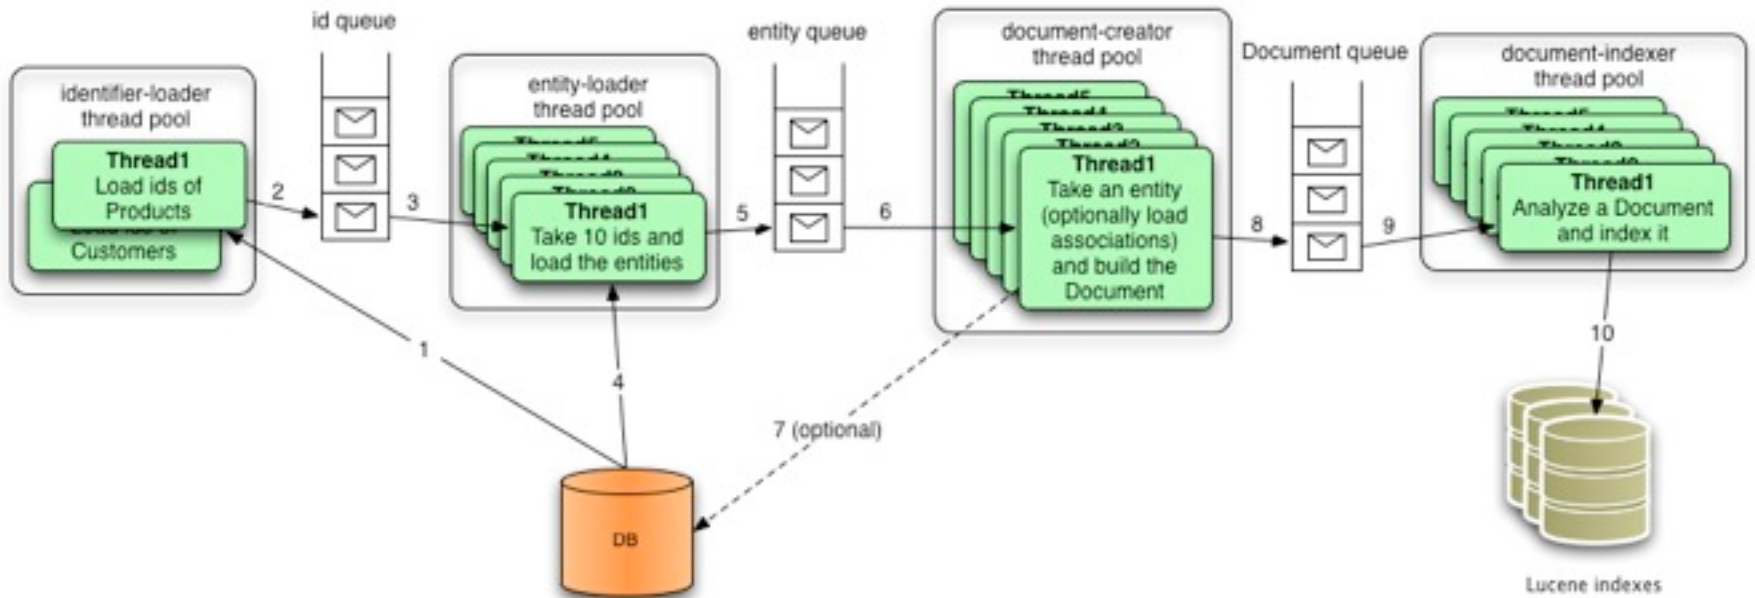 id queue
entity queue
document-creator
thread pool
Document queue
document-indexer
thread pool
identifier-loader
thread pool
entity-loader
thread pool
Thread1
Load ids of
Products
Customers
2
3
Thread1
Take 10 ids and
load the entities
5
6
Thread1
Take an entity
(optionally load
associations)
and build the
Document
8
9
Thread1
Analyze a Document
and index it
1
4
7 (optional)
10
DB
Lucene indexes